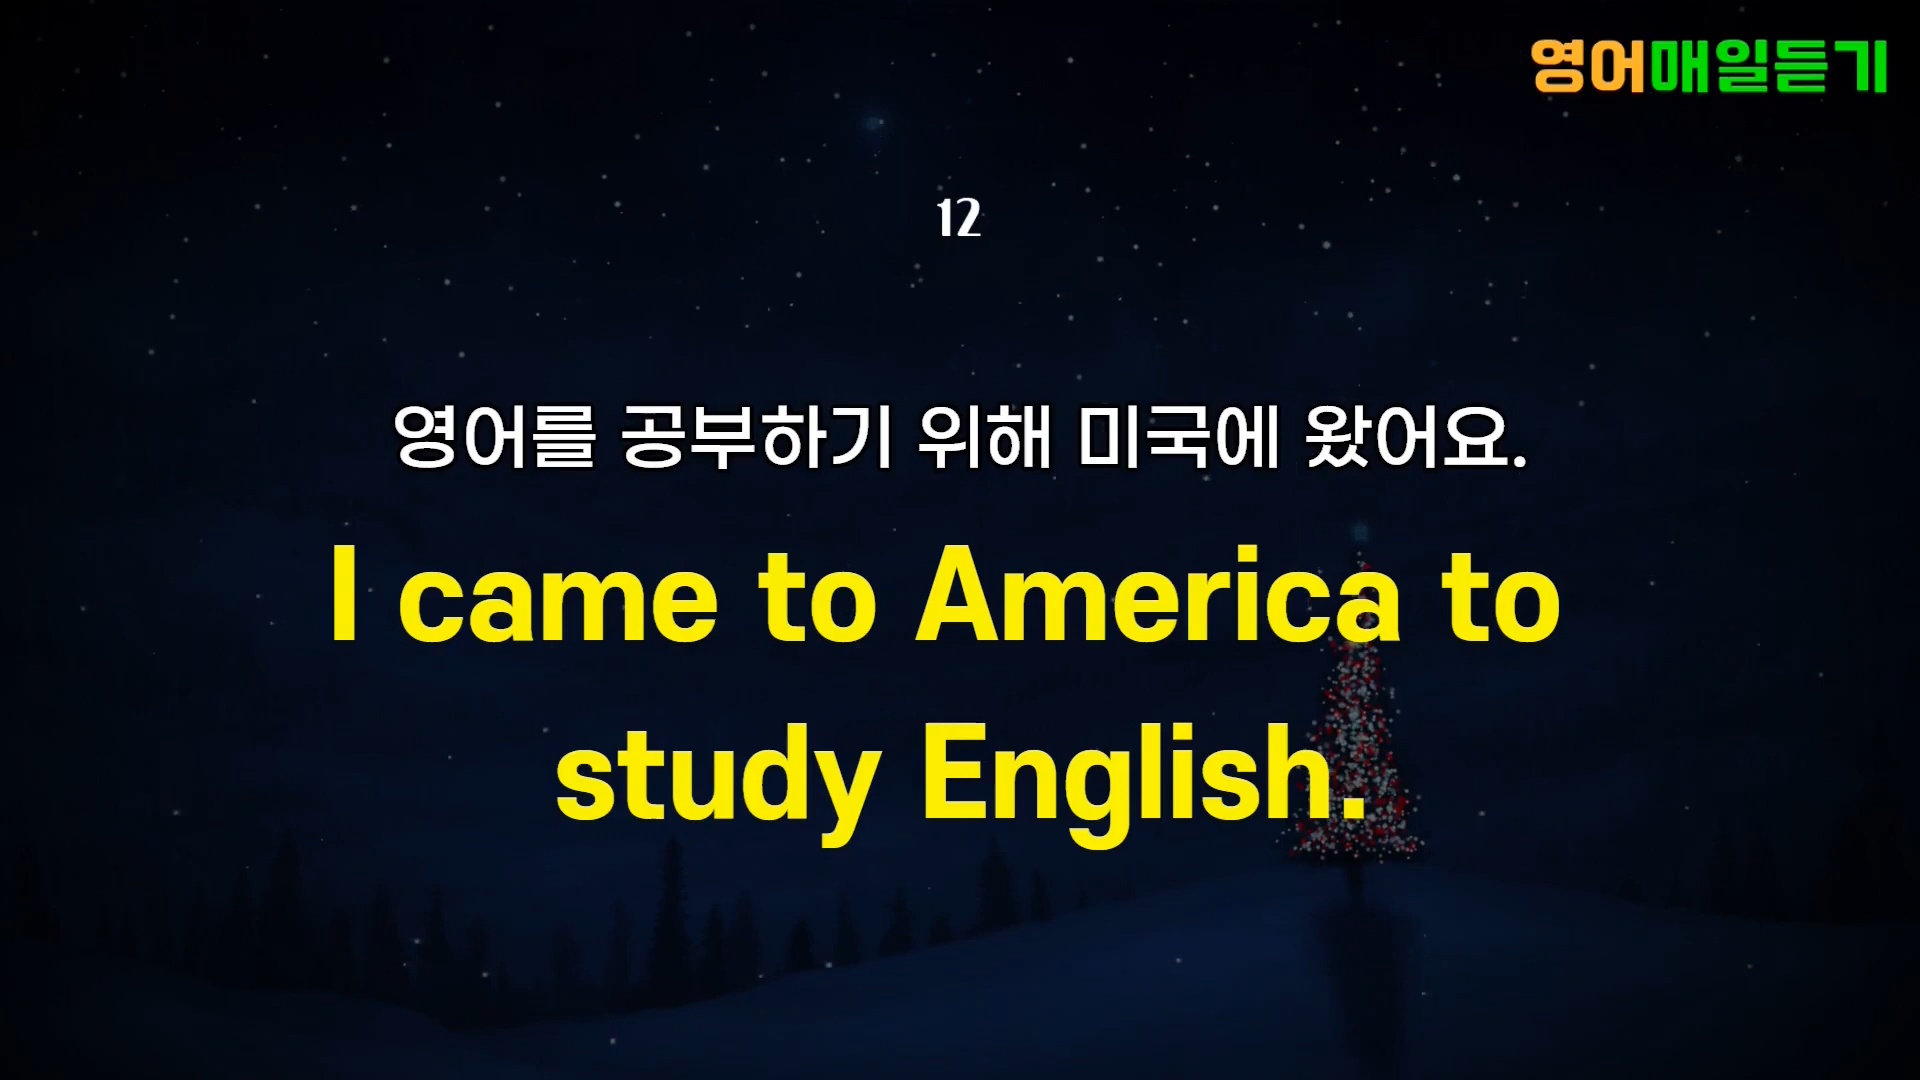 영어매일듣기
12
영어를 공부하기 위해 미국에 왔어요.
I came to America to
study English.